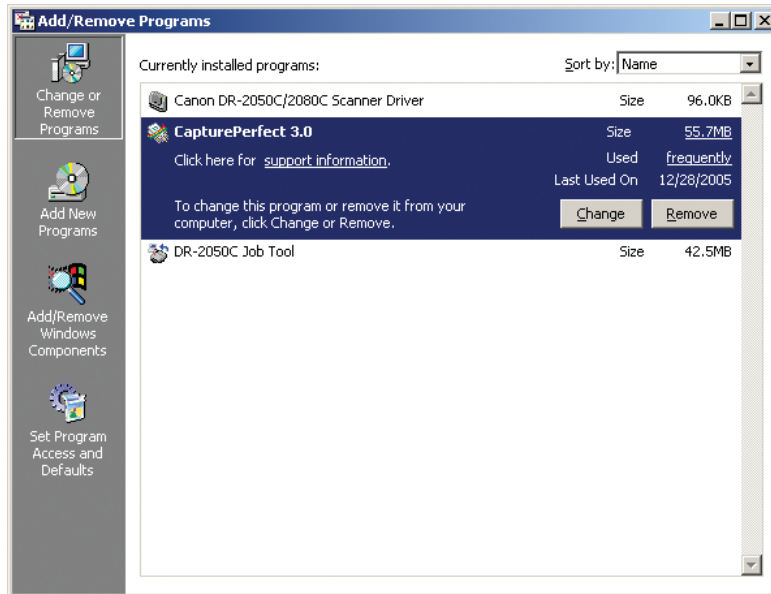 Add/Remove Programs
Change or
Remove
Programs
Add New
Programs
Add/Remove
Windows
Components
Set Program
Access and
Defaults
Currently installed programs:
Sort by: Name
Canon DR-2050C/2080C Scanner Driver Size 96.0KB
CapturePerfect 3.0 Size 55.7MB
Click here for support information. Used frequently
Last Used On 12/28/2005
To change this program or remove it from your
computer, click Change or Remove.
Change Remove
DR-2050C Job Tool Size 42.5MB